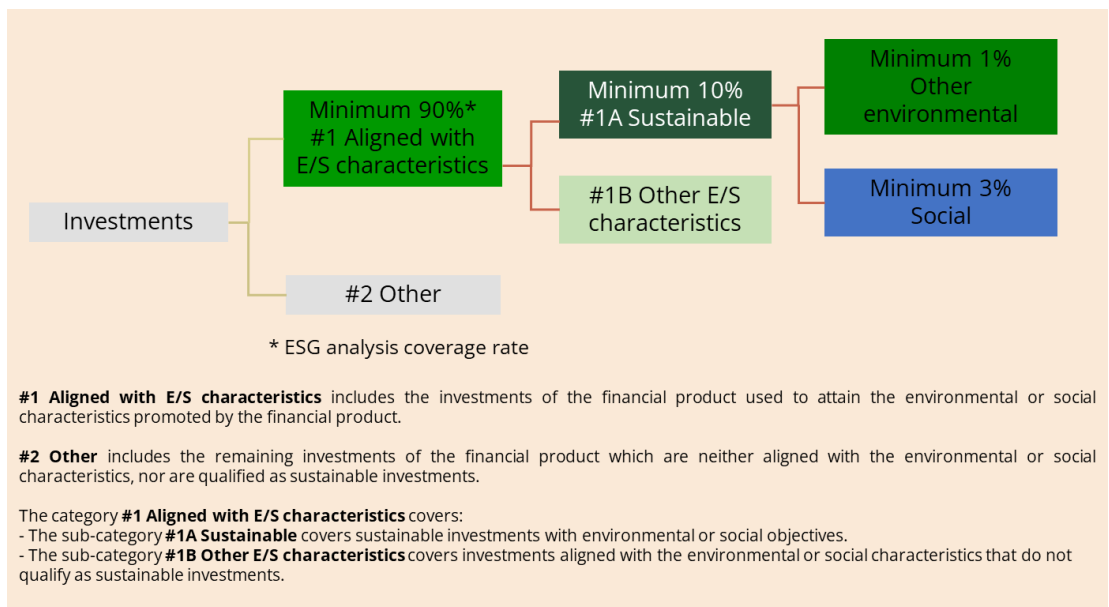 Minimum 1%
Other
environmental
Minimum 10%
#1A Sustainable
Minimum 90%*
#1 Aligned with
E/S characteristics
Minimum 3%
Social
#1B Other E/S
characteristics
Investments
#2 Other
* ESG analysis coverage rate
#1 Aligned with E/S characteristics includes the investments of the financial product used to attain the environmental or social
characteristics promoted by the financial product.
#2 Other includes the remaining investments of the financial product which are neither aligned with the environmental or social
characteristics, nor are qualified as sustainable investments.
The category #1 Aligned with E/S characteristics covers:
- The sub-category #1A Sustainable covers sustainable investments with environmental or social objectives.
- The sub-category #1B Other E/S characteristics covers investments aligned with the environmental or social characteristics that do not
qualify as sustainable investments.